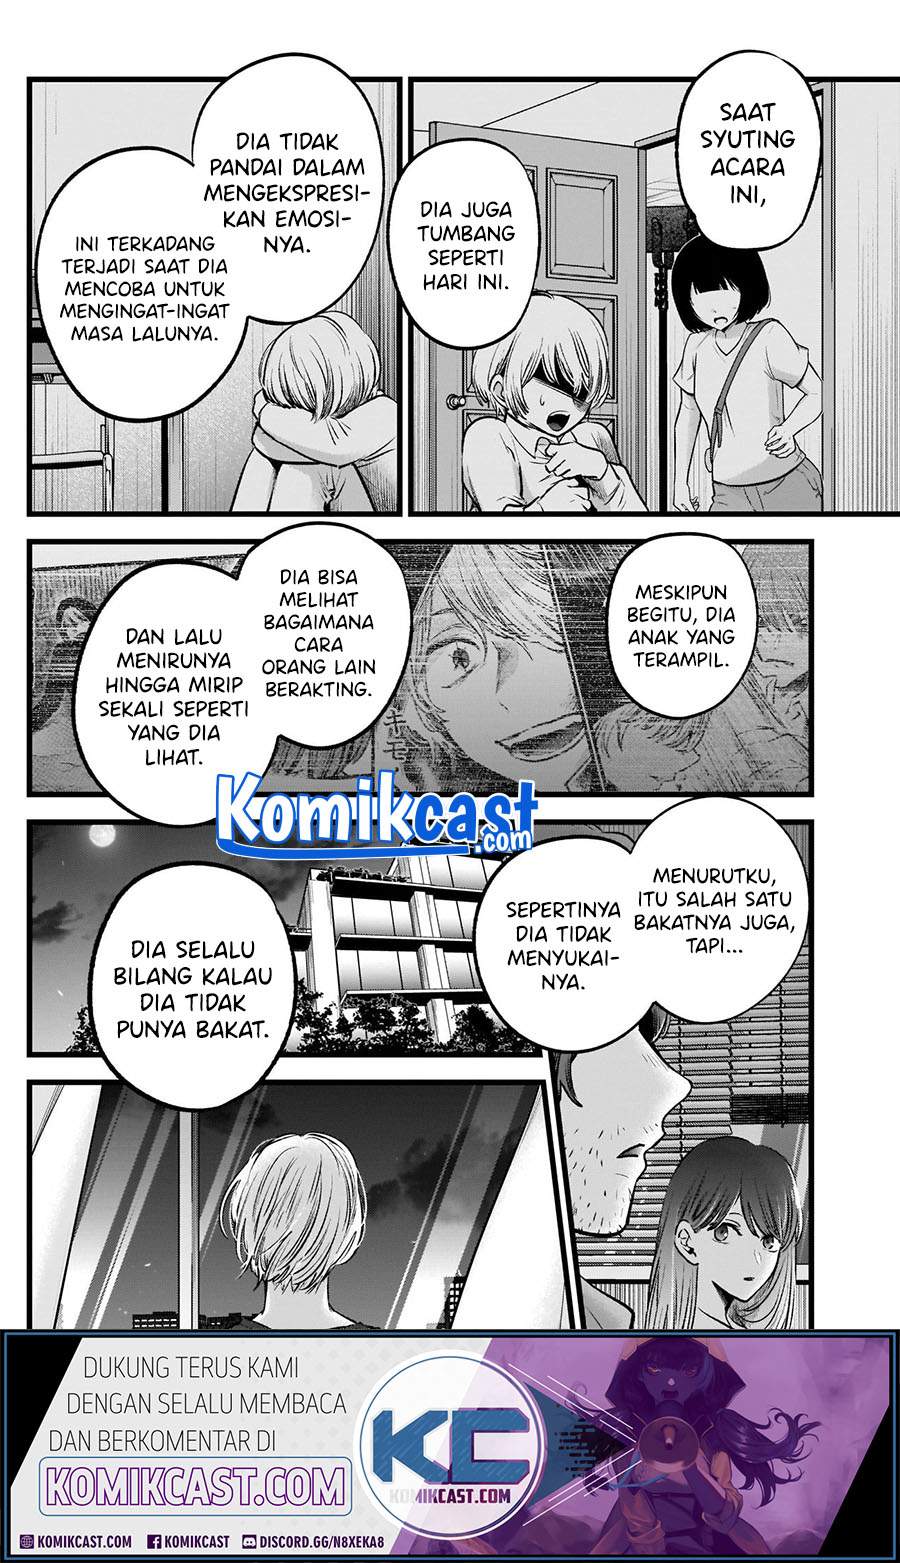 SAAT
SYUTING
ACARA
INI,
DIA JUGA
TUMBANG
SEPERTI
HARI INI.
DIA TIDAK
PANDAI DALAM
MENGEKSPRESI-
KAN EMOSI-
NYA.
INI TERKADANG
TERJADI SAAT DIA
MENCOBA UNTUK
MENGINGAT-INGAT
MASA LALUNYA.
MESKIPUN
BEGITU, DIA
ANAK YANG
TERAMPIL.
DIA BISA
MELIHAT
BAGAIMANA
CARA
ORANG LAIN
BERAKTING.
キモ
DAN LALU
MENIRUNYA
HINGGA MIRIP
SEKALI SEPERTI
YANG DIA
LIHAT.
Komikcast
.com
MENURUTKU,
ITU SALAH SATU
BAKATNYA JUGA,
TAPI...
SEPERTINYA
DIA TIDAK
MENYUKAI-
NYA.
DIA SELALU
BILANG KALAU
DIA TIDAK
PUNYA BAKAT.
DUKUNG TERUS KAMI
DENGAN SELALU MEMBACA
DAN BERKOMENTAR DI
KOMIKCAST.COM
KC
KOMIKCAST.COM
KOMIKCAST.COM KOMIKCAST.COM DISCORD.GG/N8XEKA8